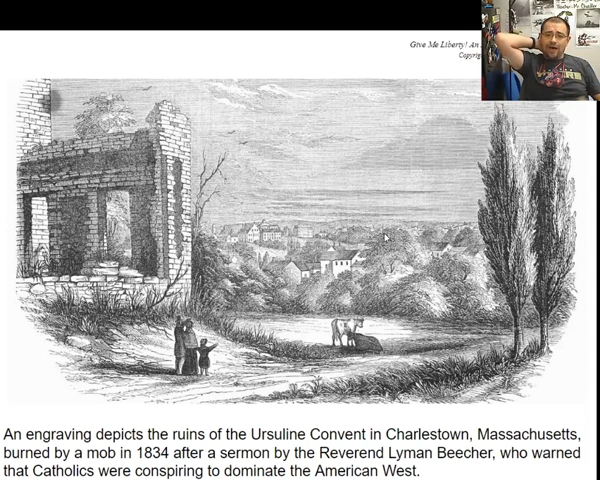 Give Me Liberty! An
Copyrig
An engraving depicts the ruins of the Ursuline Convent in Charlestown, Massachusetts,
burned by a mob in 1834 after a sermon by the Reverend Lyman Beecher, who warned
that Catholics were conspiring to dominate the American West.